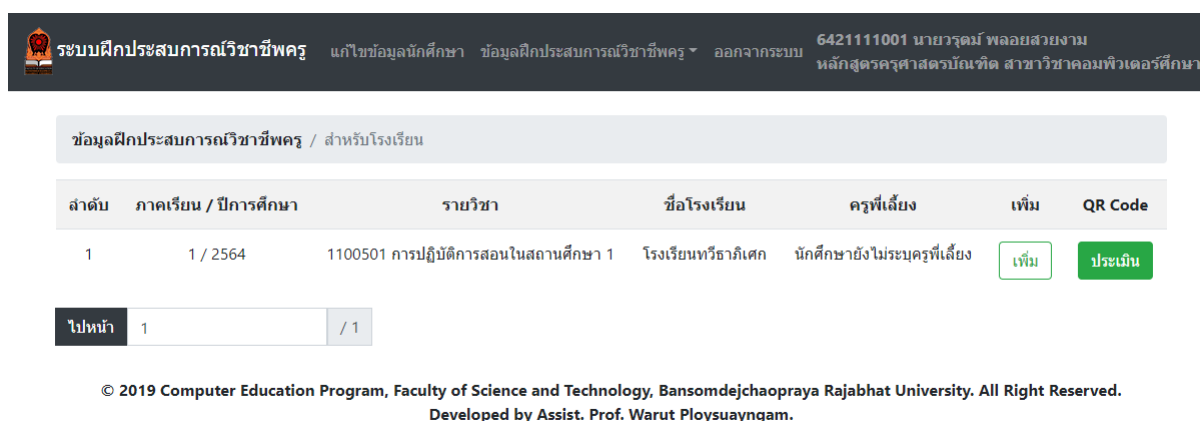 ระบบฝึกประสบการณ์วิชาชีพครู แก้ไขข้อมูลนักศึกษา ข้อมูลฝึกประสบการณ์วิชาชีพครู ออกจากระบบ 6421111001 นายวรุตม์ พลอยสวยงาม
หลักสูตรครุศาสตรบัณฑิต สาขาวิชาคอมพิวเตอร์ศึกษา
ข้อมูลฝึกประสบการณ์วิชาชีพครู / สำหรับโรงเรียน
ลำดับ ภาคเรียน / ปีการศึกษา รายวิชา ชื่อโรงเรียน ครูพี่เลี้ยง เพิ่ม QR Code
1 1 / 2564 1100501 การปฏิบัติการสอนในสถานศึกษา 1 โรงเรียนทวีธาภิเศก นักศึกษายังไม่ระบุครูพี่เลี้ยง เพิ่ม ประเมิน
ไปหน้า 1 / 1
© 2019 Computer Education Program, Faculty of Science and Technology, Bansomdejchaopraya Rajabhat University. All Right Reserved.
Developed by Assist. Prof. Warut Ploysuayngam.